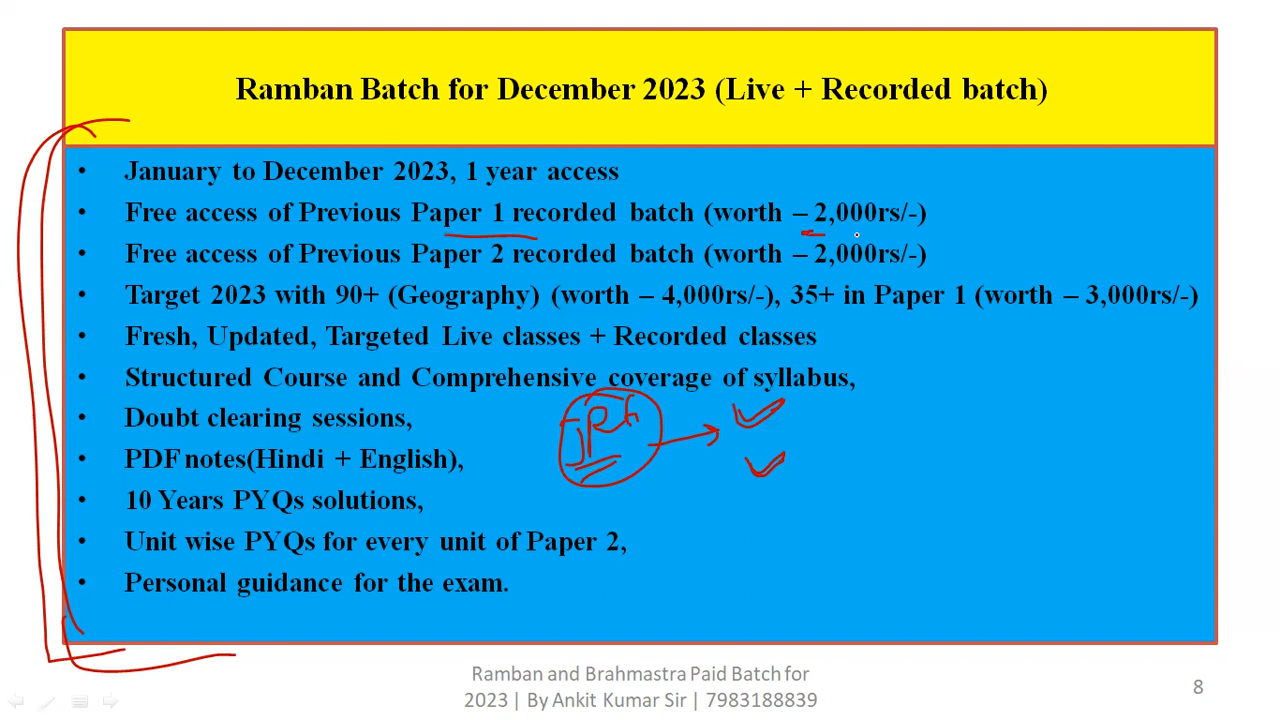 Ramban Batch for December 2023 (Live + Recorded batch)
• January to December 2023, 1 year access
• Free access of Previous Paper 1 recorded batch (worth – 2,000rs/-)
• Free access of Previous Paper 2 recorded batch (worth – 2,000rs/-)
• Target 2023 with 90+ (Geography) (worth – 4,000rs/-), 35+ in Paper 1 (worth – 3,000rs/-)
• Fresh, Updated, Targeted Live classes + Recorded classes
• Structured Course and Comprehensive coverage of syllabus,
• Doubt clearing sessions,
JRF
• PDF notes(Hindi + English),
• 10 Years PYQs solutions,
• Unit wise PYQs for every unit of Paper 2,
• Personal guidance for the exam.
Ramban and Brahmastra Paid Batch for
2023 | By Ankit Kumar Sir | 7983188839
8